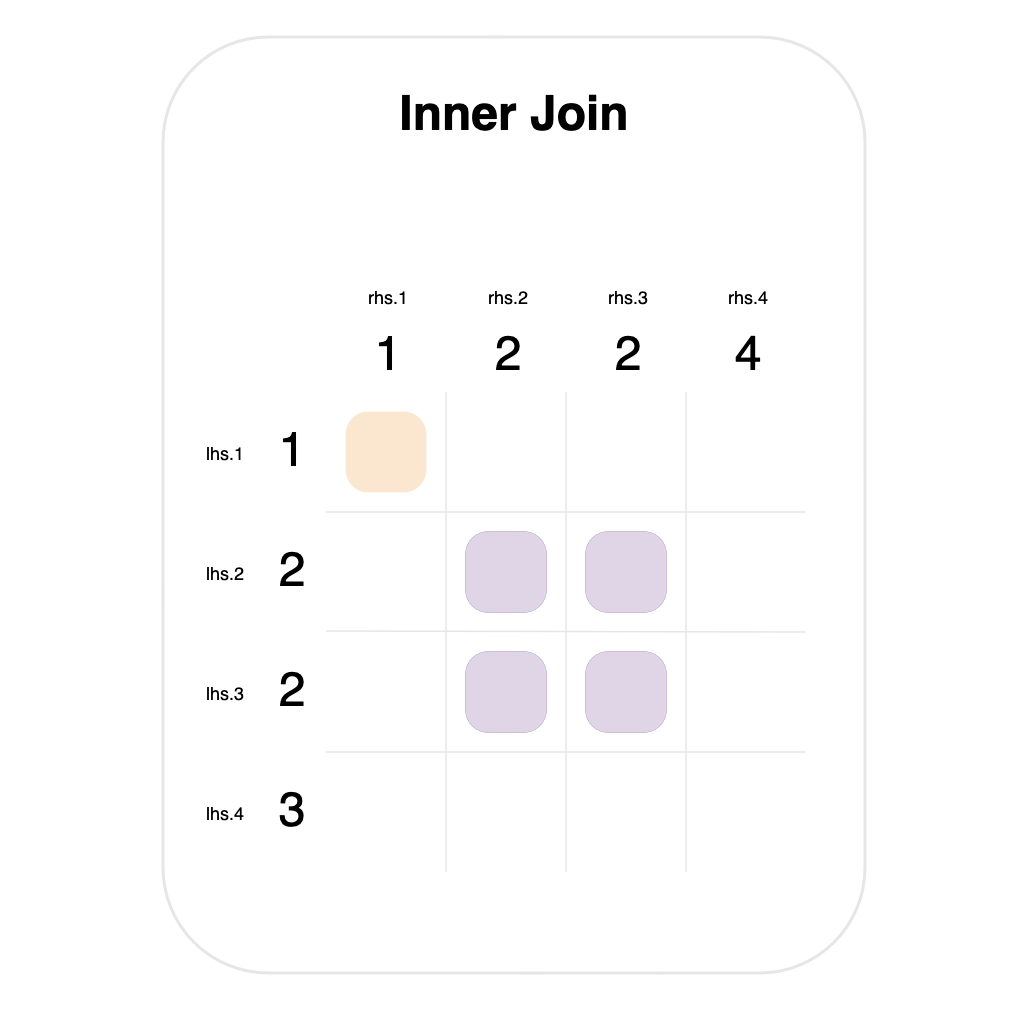 Inner Join
rhs.1 rhs.2 rhs.3 rhs.4
1 2 2 4
lhs.1 1
lhs.2 2
lhs.3 2
lhs.4 3